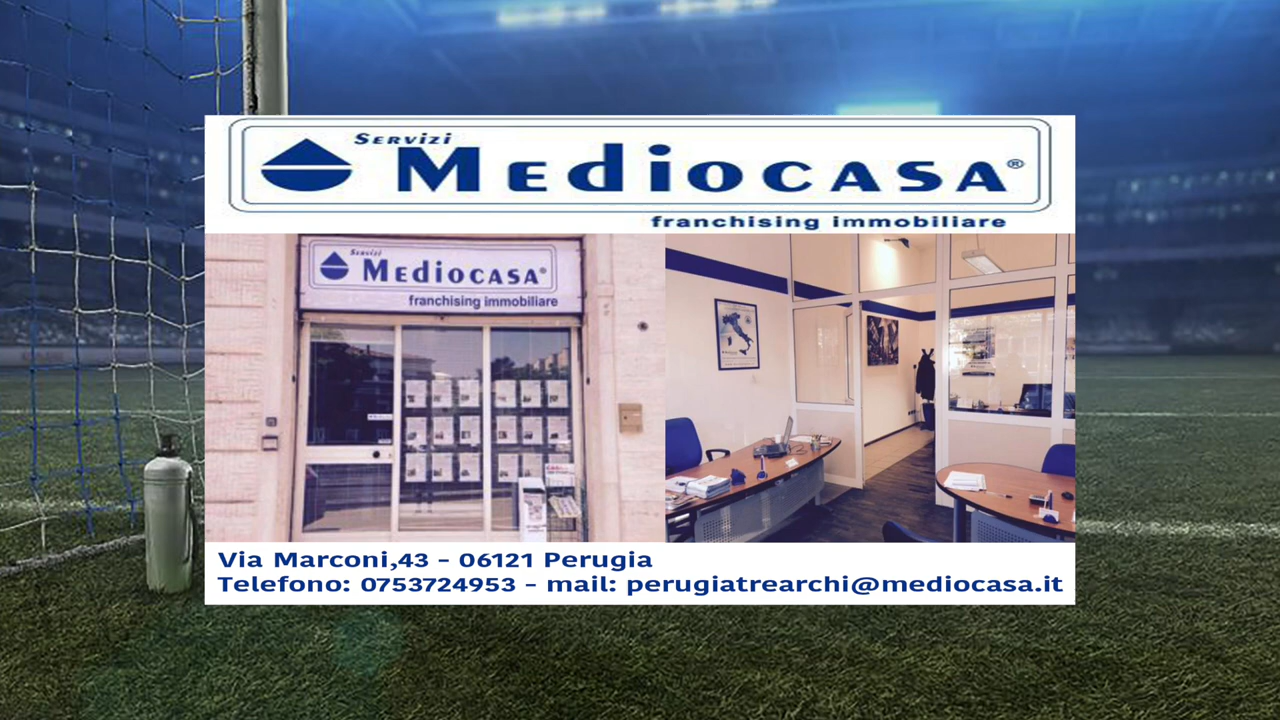 Servizi
Mediocasa®
franchising immobiliare
Servizi
Mediocasa®
franchising immobiliare
Via Marconi,43 - 06121 Perugia
Telefono: 0753724953 - mail: perugiatrearchi@mediocasa.it